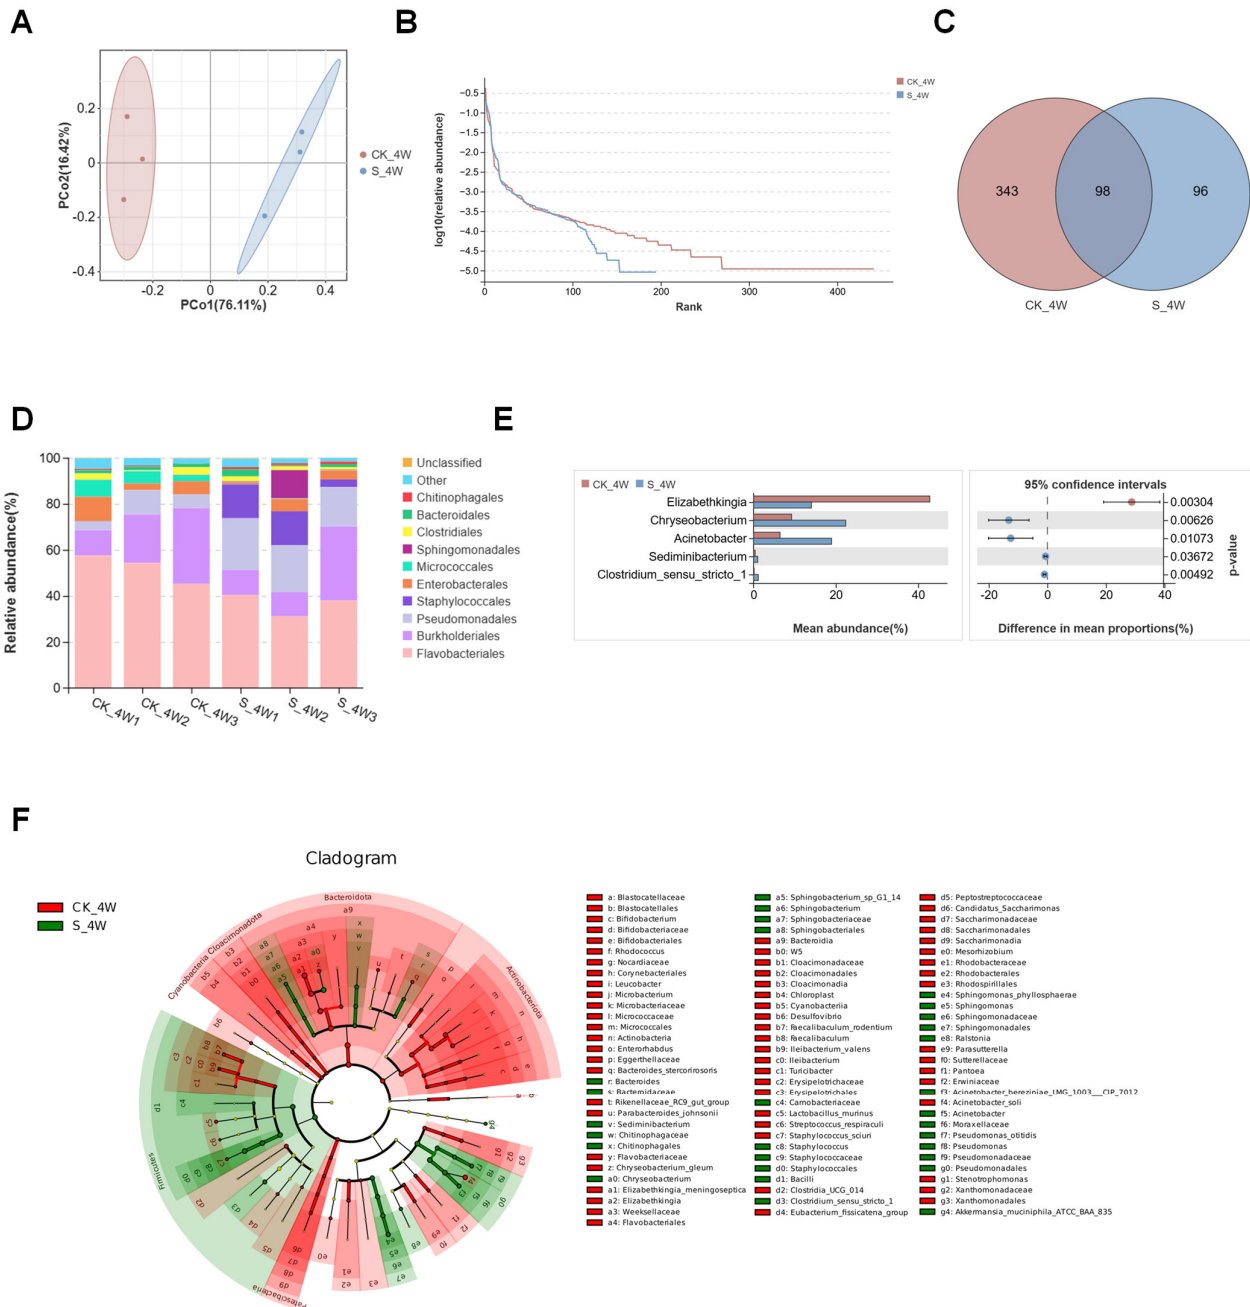 A
0.2
0
-0.2
-0.4
-0.2
0
0.2
0.4
PCo2(16.42%)
PCo1(76.11%)
CK_4W
S_4W
B
−0.5
−1.0
−1.5
−2.0
−2.5
−3.0
−3.5
−4.0
−4.5
−5.0
0
100
200
300
400
log10(relative abundance)
Rank
CK_4W
S_4W
C
343
98
96
CK_4W
S_4W
D
Relative abundance(%)
100
80
60
40
20
0
CK_4W1
CK_4W2
CK_4W3
S_4W1
S_4W2
S_4W3
Unclassified
Other
Chitinophagales
Bacteroidales
Clostridiales
Sphingomonadales
Micrococcales
Enterobacterales
Staphylococcales
Pseudomonadales
Burkholderiales
Flavobacteriales
E
CK_4W
S_4W
Elizabethkingia
Chryseobacterium
Acinetobacter
Sediminibacterium
Clostridium_sensu_stricto_1
0
20
40
Mean abundance(%)
95% confidence intervals
0.00304
0.00626
0.01073
0.03672
0.00492
p-value
-20
0
20
40
Difference in mean proportions(%)
F
Cladogram
CK_4W
S_4W
Bacteroidota
Actinobacteriota
Cyanobacteria
Cloacimonadota
Firmicutes
Patescibacteria
a: Blastocatellaceae
b: Blastocatellales
c: Bifidobacterium
d: Bifidobacteriaceae
e: Bifidobacteriales
f: Rhodococcus
g: Nocardiaceae
h: Corynebacteriales
i: Leucobacter
j: Microbacterium
k: Microbacteriaceae
l: Micrococcaceae
m: Micrococcales
n: Actinobacteria
o: Enterorhabdus
p: Eggerthellaceae
q: Bacteroides_stercorirosoris
r: Bacteroides
s: Bacteroidaceae
t: Rikenellaceae_RC9_gut_group
u: Parabacteroides_johnsonii
v: Sediminibacterium
w: Chitinophagaceae
x: Chitinophagales
y: Flavobacteriaceae
z: Chryseobacterium_gleum
a0: Chryseobacterium
a1: Elizabethkingia_meningoseptica
a2: Elizabethkingia
a3: Weeksellaceae
a4: Flavobacteriales
a5: Sphingobacterium_sp_G1_14
a6: Sphingobacterium
a7: Sphingobacteriaceae
a8: Sphingobacteriales
a9: Bacteroidia
b0: W5
b1: Cloacimonadaceae
b2: Cloacimonadales
b3: Cloacimonadia
b4: Chloroplast
b5: Cyanobacteriia
b6: Desulfovibrio
b7: Faecalibaculum_rodentium
b8: Faecalibaculum
b9: Ileibacterium_valens
c0: Ileibacterium
c1: Turicibacter
c2: Erysipelotrichaceae
c3: Erysipelotrichales
c4: Carnobacteriaceae
c5: Lactobacillus_murinus
c6: Streptococcus_respiraculi
c7: Staphylococcus_sciuri
c8: Staphylococcus
c9: Staphylococcaceae
d0: Staphylococcales
d1: Bacilli
d2: Clostridia_UCG_014
d3: Clostridium_sensu_stricto_1
d4: Eubacterium_fissicatena_group
d5: Peptostreptococcaceae
d6: Candidatus_Saccharimonas
d7: Saccharimonadaceae
d8: Saccharimonadales
d9: Saccharimonadia
e0: Mesorhizobium
e1: Rhodobacteraceae
e2: Rhodobacterales
e3: Rhodospirillales
e4: Sphingomonas_phyllosphaerae
e5: Sphingomonas
e6: Sphingomonadaceae
e7: Sphingomonadales
e8: Ralstonia
e9: Parasutterella
f0: Sutterellaceae
f1: Pantoea
f2: Erwiniaceae
f3: Acinetobacter_bereziniae_LMG_1003___CIP_7012
f4: Acinetobacter_soli
f5: Acinetobacter
f6: Moraxellaceae
f7: Pseudomonas_otitidis
f8: Pseudomonas
f9: Pseudomonadaceae
g0: Pseudomonadales
g1: Stenotrophomonas
g2: Xanthomonadaceae
g3: Xanthomonadales
g4: Akkermansia_muciniphila_ATCC_BAA_835